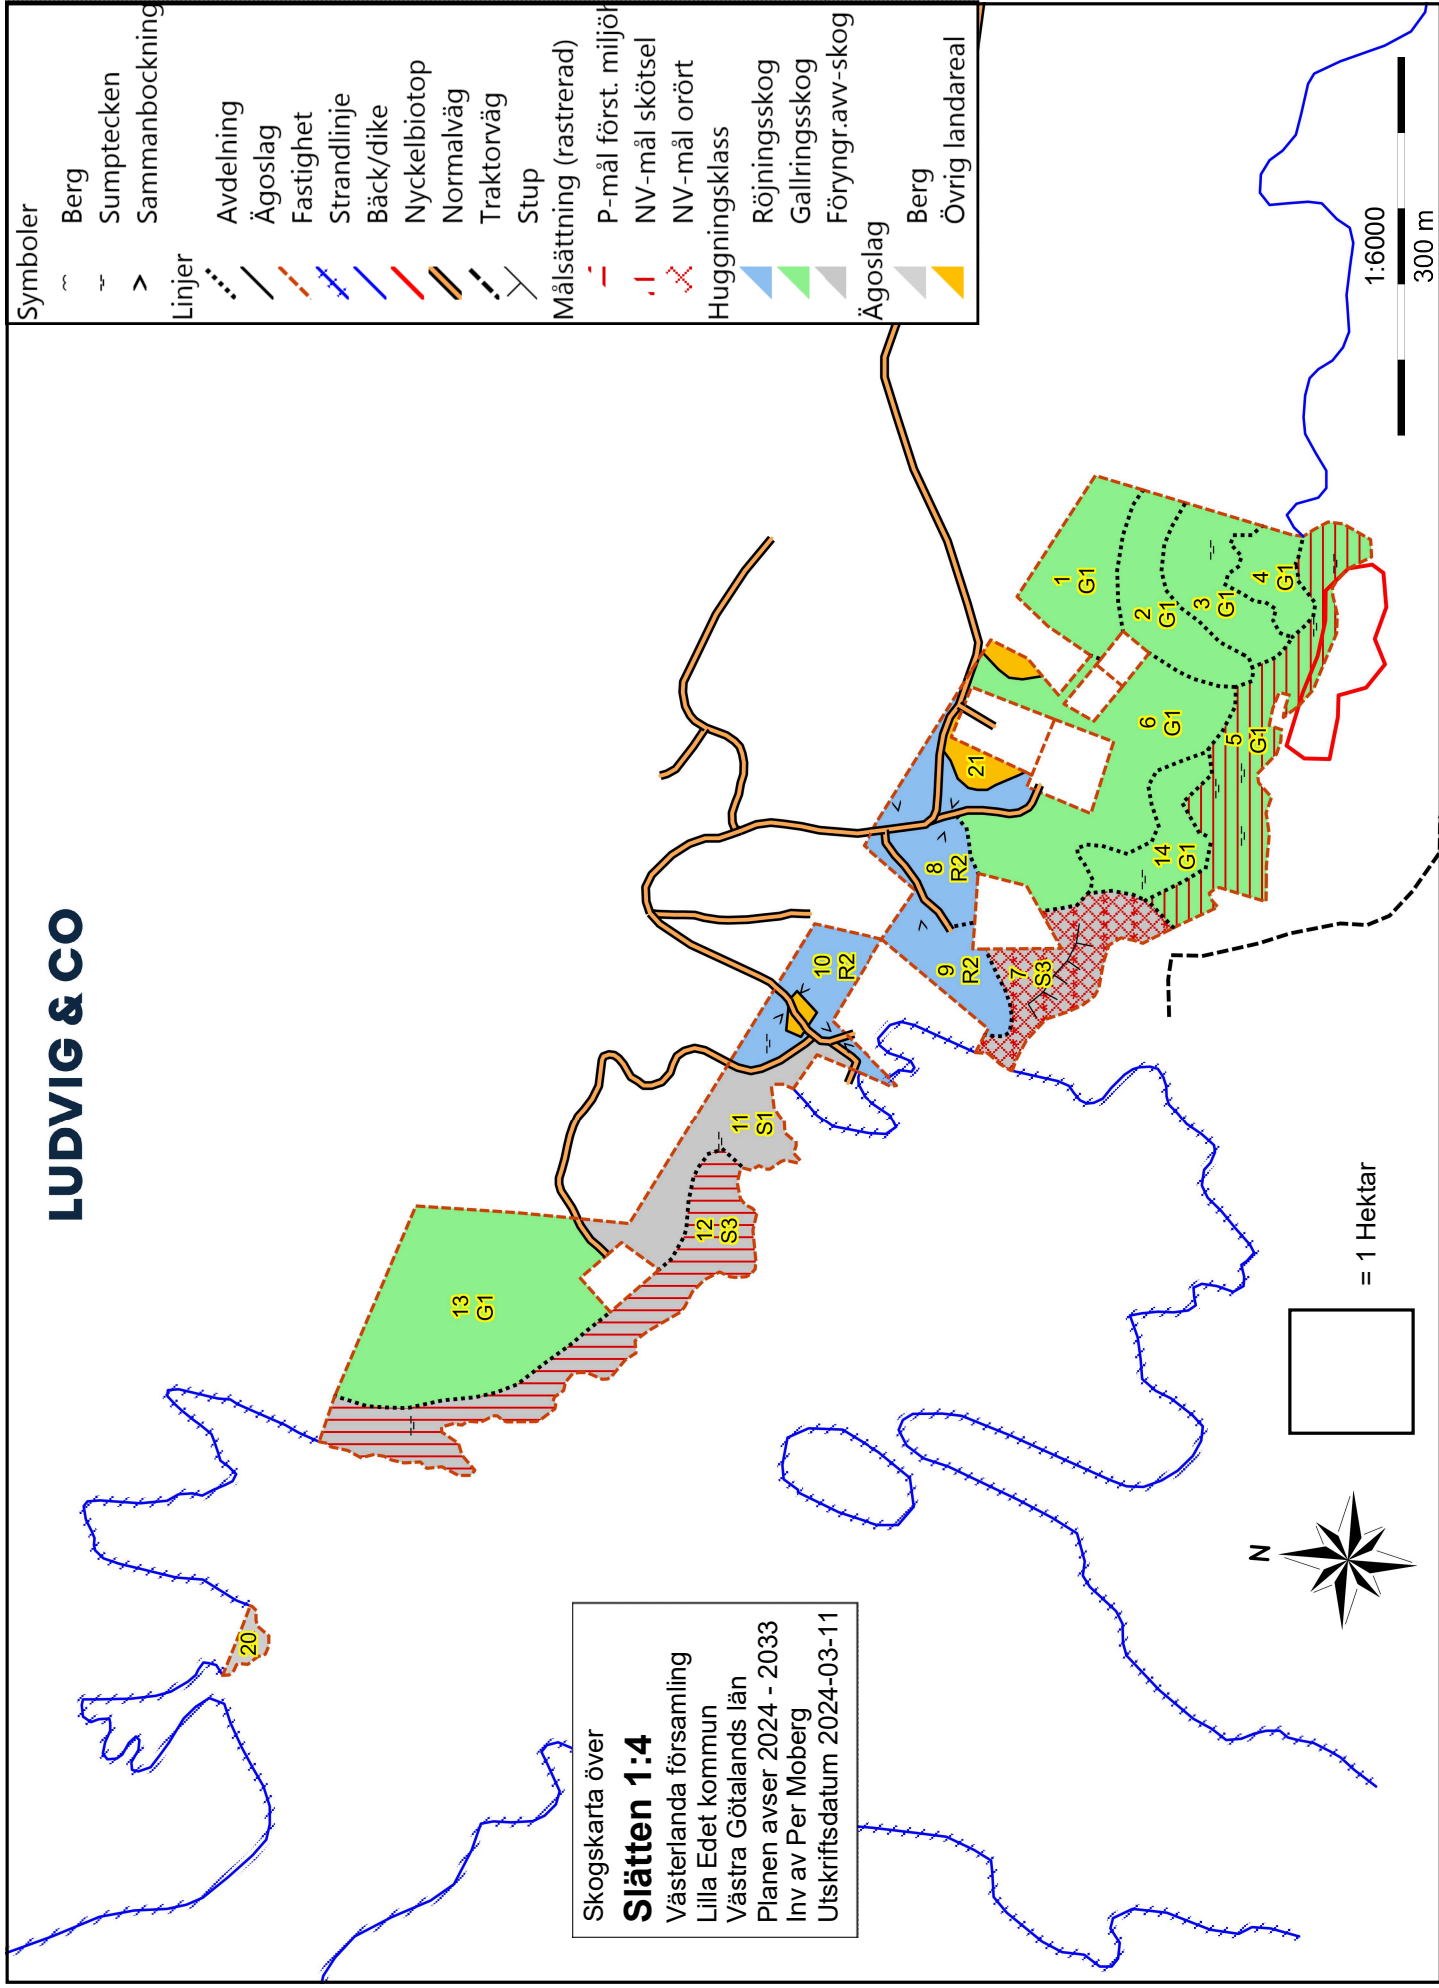 LUDVIG & CO
Symboler
Berg
Sumptecken
Sammanbockning
Linjer
Avdelning
Ägoslag
Fastighet
Strandlinje
Bäck/dike
Nyckelbiotop
Normalväg
Traktorväg
Stup
Målsättning (rastrerad)
P-mål först. miljöh
NV-mål skötsel
NV-mål orört
Huggningsklass
Röjningsskog
Gallringsskog
Föryngr.avv-skog
Ägoslag
Berg
Övrig landareal
20
13
G1
12
S3
11
S1
10
R2
9
R2
8
R2
21
7
S3
14
G1
6
G1
5
G1
1
G1
2
G1
3
G1
4
G1
Skogskarta över
Slätten 1:4
Västerlanda församling
Lilla Edet kommun
Västra Götalands län
Planen avser 2024 - 2033
Inv av Per Moberg
Utskriftsdatum 2024-03-11
N
= 1 Hektar
1:6000
300 m